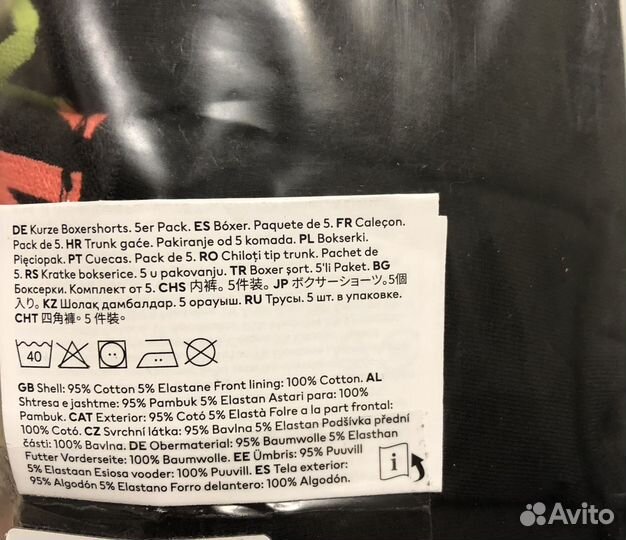 DE Kurze Boxershorts. 5er Pack. ES Bóxer. Paquete de 5. FR Caleçon.
Pack de 5. HR Trunk gaće. Pakiranje od 5 komada. PL Bokserki.
Pięciopak. PT Cuecas. Pack de 5. RO Chiloți tip trunk. Pachet de
5. RS Kratke bokserice. 5 u pakovanju. TR Boxer şort. 5'li Paket. BG
Боксерки. Комплект от 5. CHS 内裤。5件装。JP ボクサーショーツ。5個
入り。KZ Шолақ дамбалдар. 5 орауыш. RU Трусы. 5 шт. в упаковке.
CHT 四角褲。5 件裝。
40
GB Shell: 95% Cotton 5% Elastane Front lining: 100% Cotton. AL
Shtresa e jashtme: 95% Pambuk 5% Elastan Astari para: 100%
Pambuk. CAT Exterior: 95% Cotó 5% Elastà Folre a la part frontal:
100% Cotó. CZ Svrchní látka: 95% Bavlna 5% Elastan Podšívka přední
části: 100% Bavlna. DE Obermaterial: 95% Baumwolle 5% Elasthan
Futter Vorderseite: 100% Baumwolle. EE Ümbris: 95% Puuvill
5% Elastaan Esiosa vooder: 100% Puuvill. ES Tela exterior:
95% Algodón 5% Elastano Forro delantero: 100% Algodón.
i
Avito